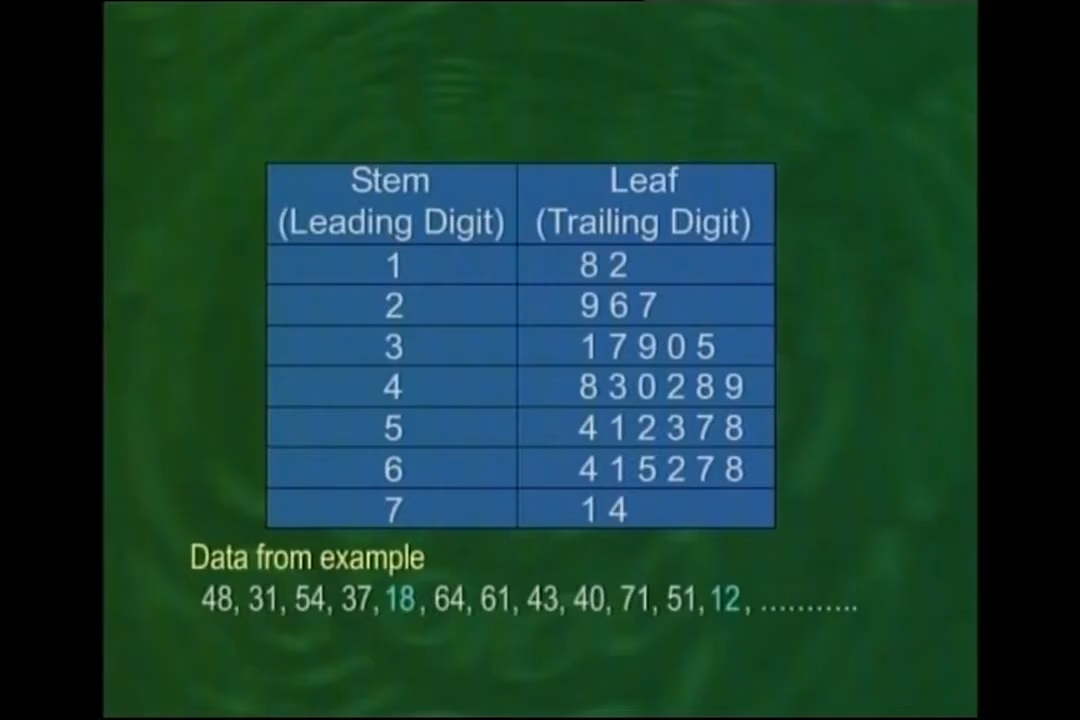 Stem Leaf
(Leading Digit) (Trailing Digit)
1 8 2
2 9 6 7
3 1 7 9 0 5
4 8 3 0 2 8 9
5 4 1 2 3 7 8
6 4 1 5 2 7 8
7 1 4
Data from example
48, 31, 54, 37, 18, 64, 61, 43, 40, 71, 51, 12, ...........